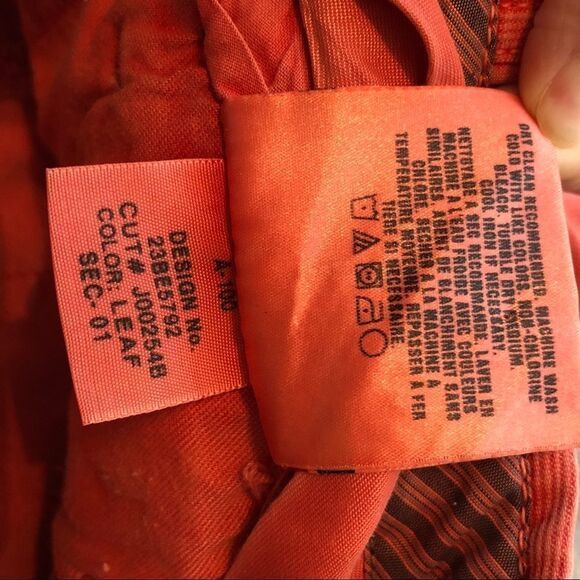 DESIGN No.
23BE5792
CUT# J00254B
COLOR. LEAF
SEC- 01
DRY CLEAN RECOMMENDED, MACHINE WASH
COLD WITH LIKE COLORS, NON-CHLORINE
BLEACH, TUMBLE DRY MEDIUM,
COOL IRON IF NECESSARY.
NETTOYAGE A SEC RECOMMANDE, LAVER EN
MACHINE A LEAU FROIDE AVEC COULEURS
SIMILAIRES, AGENT DE BLANCHIMENT SANS
CHLORE, SECHER A LA MACHINE A
TEMPERATURE MOYENNE, REPASSER A FER
TIEDE SI NECESSAIRE.